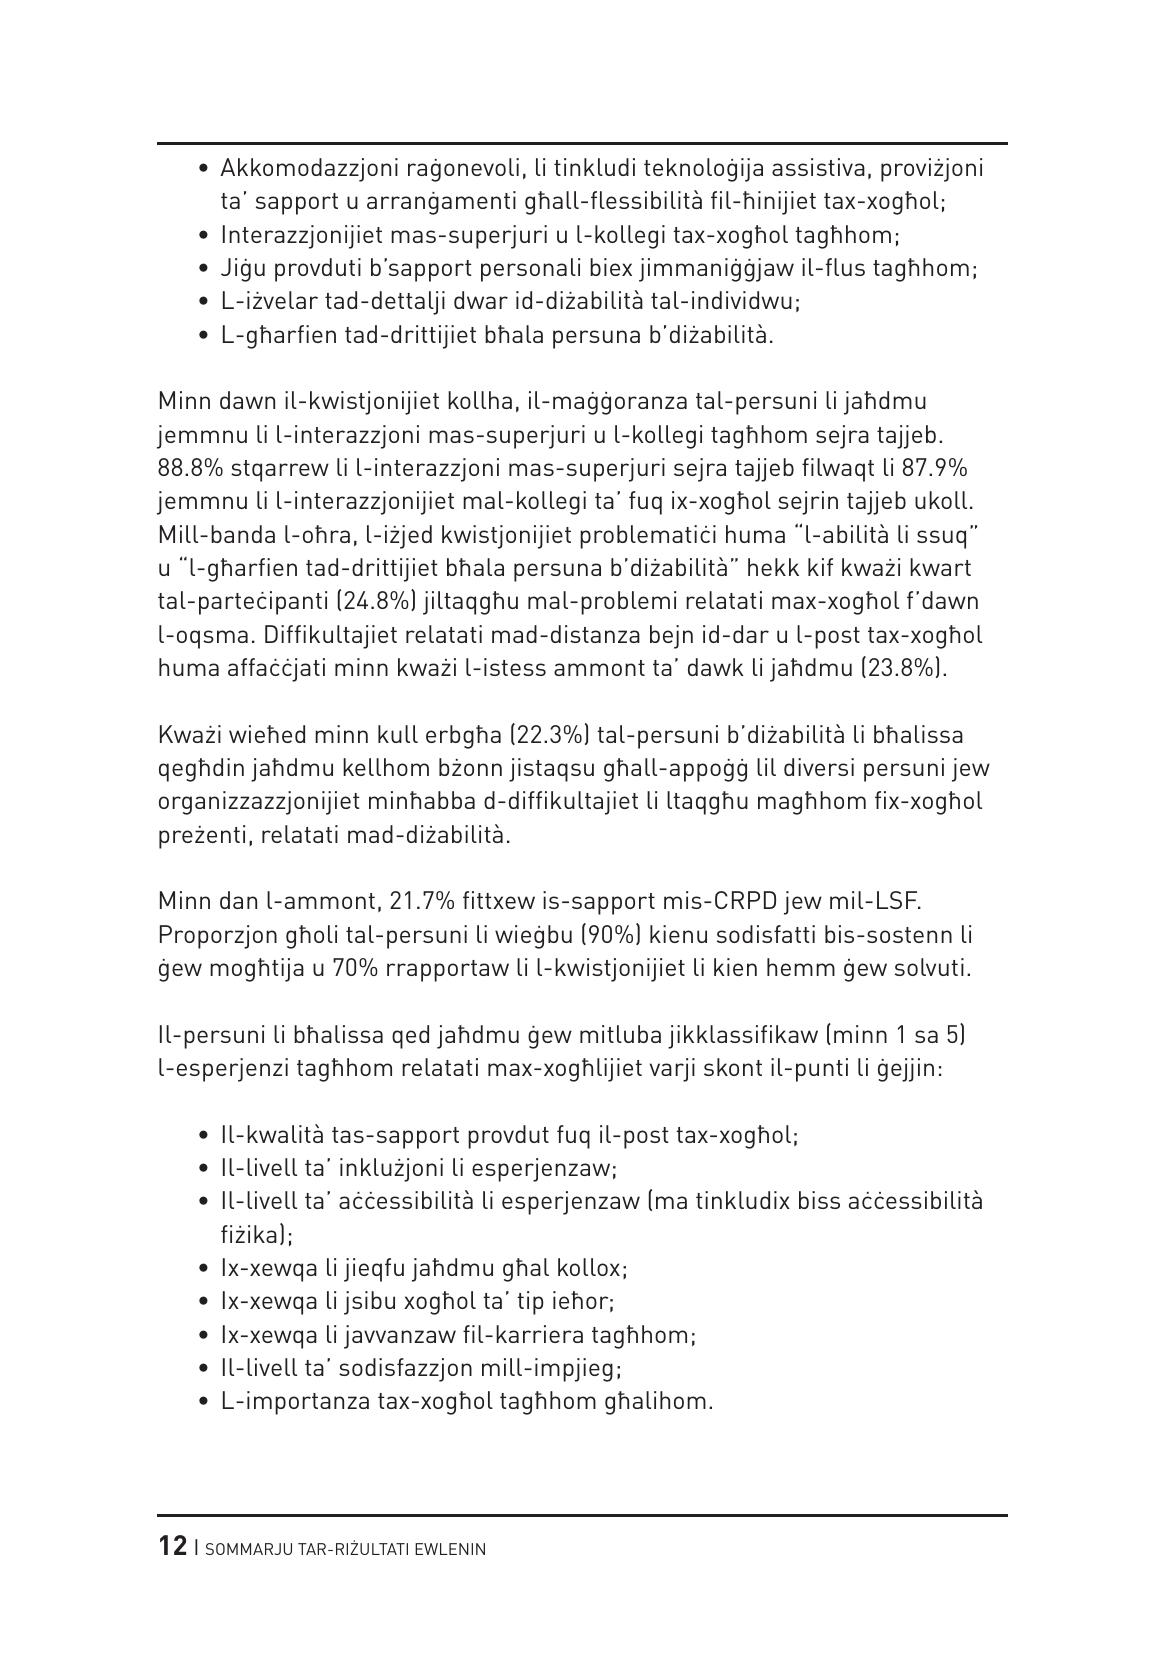 • Akkomodazzjoni raġonevoli, li tinkludi teknoloġija assistiva, proviżjoni
ta’ sapport u arranġamenti għall-flessibilità fil-ħinijiet tax-xogħol;
• Interazzjonijiet mas-superjuri u l-kollegi tax-xogħol tagħhom;
• Jiġu provduti b’sapport personali biex jimmaniġġjaw il-flus tagħhom;
• L-iżvelar tad-dettalji dwar id-diżabilità tal-individwu;
• L-għarfien tad-drittijiet bħala persuna b’diżabilità.
Minn dawn il-kwistjonijiet kollha, il-maġġoranza tal-persuni li jaħdmu
jemmnu li l-interazzjoni mas-superjuri u l-kollegi tagħhom sejra tajjeb.
88.8% stqarrew li l-interazzjoni mas-superjuri sejra tajjeb filwaqt li 87.9%
jemmnu li l-interazzjonijiet mal-kollegi ta’ fuq ix-xogħol sejrin tajjeb ukoll.
Mill-banda l-oħra, l-iżjed kwistjonijiet problematiċi huma “l-abilità li ssuq”
u “l-għarfien tad-drittijiet bħala persuna b’diżabilità” hekk kif kważi kwart
tal-parteċipanti (24.8%) jiltaqgħu mal-problemi relatati max-xogħol f’dawn
l-oqsma. Diffikultajiet relatati mad-distanza bejn id-dar u l-post tax-xogħol
huma affaċċjati minn kważi l-istess ammont ta’ dawk li jaħdmu (23.8%).
Kważi wieħed minn kull erbgħa (22.3%) tal-persuni b’diżabilità li bħalissa
qegħdin jaħdmu kellhom bżonn jistaqsu għall-appoġġ lil diversi persuni jew
organizzazzjonijiet minħabba d-diffikultajiet li ltaqgħu magħhom fix-xogħol
preżenti, relatati mad-diżabilità.
Minn dan l-ammont, 21.7% fittxew is-sapport mis-CRPD jew mil-LSF.
Proporzjon għoli tal-persuni li wieġbu (90%) kienu sodisfatti bis-sostenn li
ġew mogħtija u 70% rrapportaw li l-kwistjonijiet li kien hemm ġew solvuti.
Il-persuni li bħalissa qed jaħdmu ġew mitluba jikklassifikaw (minn 1 sa 5)
l-esperjenzi tagħhom relatati max-xogħlijiet varji skont il-punti li ġejjin:
• Il-kwalità tas-sapport provdut fuq il-post tax-xogħol;
• Il-livell ta’ inklużjoni li esperjenzaw;
• Il-livell ta’ aċċessibilità li esperjenzaw (ma tinkludix biss aċċessibilità
fiżika);
• Ix-xewqa li jieqfu jaħdmu għal kollox;
• Ix-xewqa li jsibu xogħol ta’ tip ieħor;
• Ix-xewqa li javvanzaw fil-karriera tagħhom;
• Il-livell ta’ sodisfazzjon mill-impjieg;
• L-importanza tax-xogħol tagħhom għalihom.
12 | SOMMARJU TAR-RIŻULTATI EWLENIN